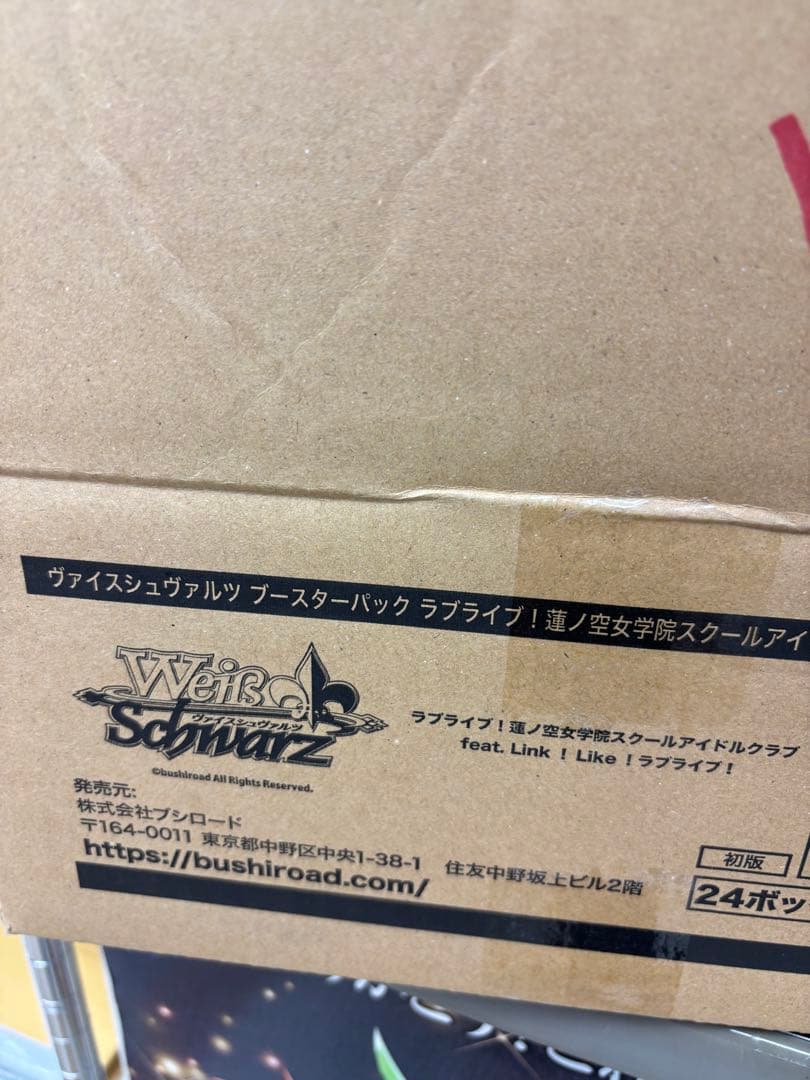 ヴァイスシュヴァルツ ブースターパック ラブライブ！蓮ノ空女学院スクールアイ
Weiß
ヴァイスシュヴァルツ
Schwarz
©bushiroad All Rights Reserved.
ラブライブ！蓮ノ空女学院スクールアイドルクラブ
feat. Link！Like！ラブライブ！
発売元:
株式会社ブシロード
〒164-0011 東京都中野区中央1-38-1 住友中野坂上ビル2階
https://bushiroad.com/
初版
24ボッ